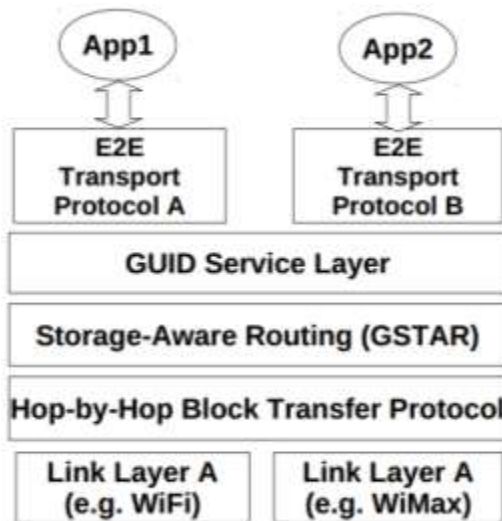 App1
App2
E2E
Transport
Protocol A
E2E
Transport
Protocol B
GUID Service Layer
Storage-Aware Routing (GSTAR)
Hop-by-Hop Block Transfer Protocol
Link Layer A
(e.g. WiFi)
Link Layer A
(e.g. WiMax)